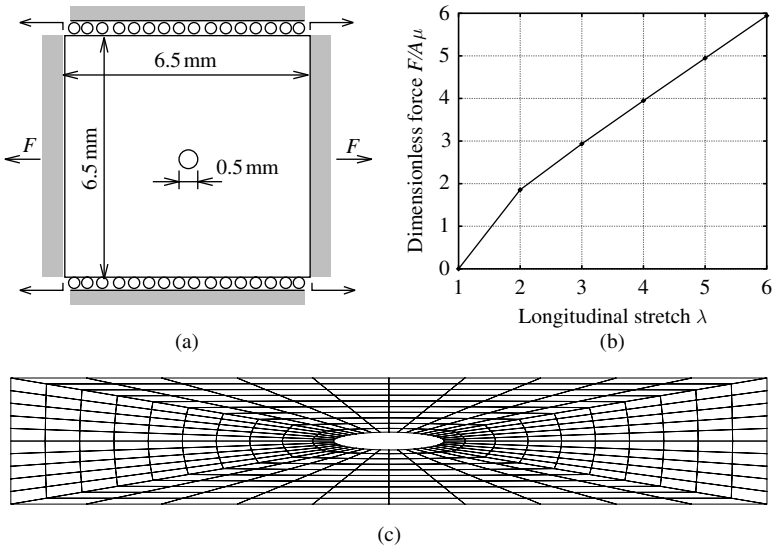 6.5 mm
F
F
6.5 mm
0.5 mm
(a)
Dimensionless force F/Aμ
6
5
4
3
2
1
0
1 2 3 4 5 6
Longitudinal stretch λ
(b)
(c)